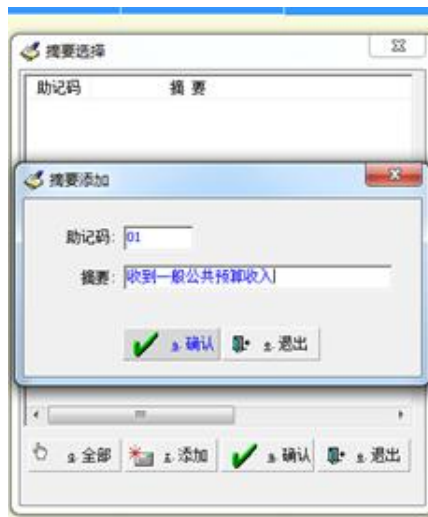 摘要选择
助记码 摘要
摘要添加
助记码: 01
摘要: 收到一般公共预算收入
确认 退出
全部 添加 确认 退出